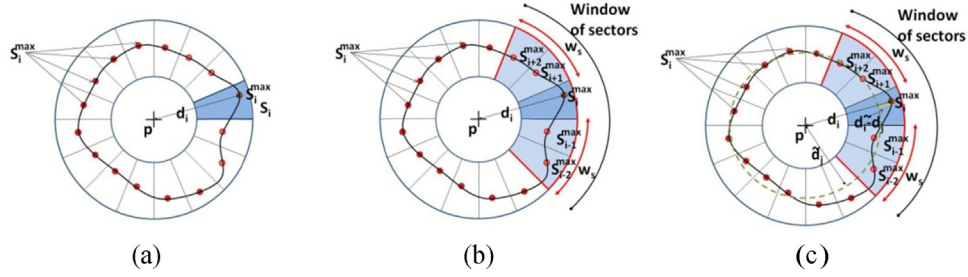 S_i^max
p
d_i
S_i^max
S_i
(a)
Window
of sectors
w_s
S_i^max
S_{i+2}^max
S_{i+1}^max
S_i
p
d_i
S_{i-1}^max
S_{i-2}^max
w_s
(b)
Window
of sectors
w_s
S_i^max
S_{i+2}^max
S_{i+1}^max
S_i^max
p
d_i
d̃_i-d_i
d̃_i
S_{i-1}^max
S_{i-2}^max
w_s
(c)